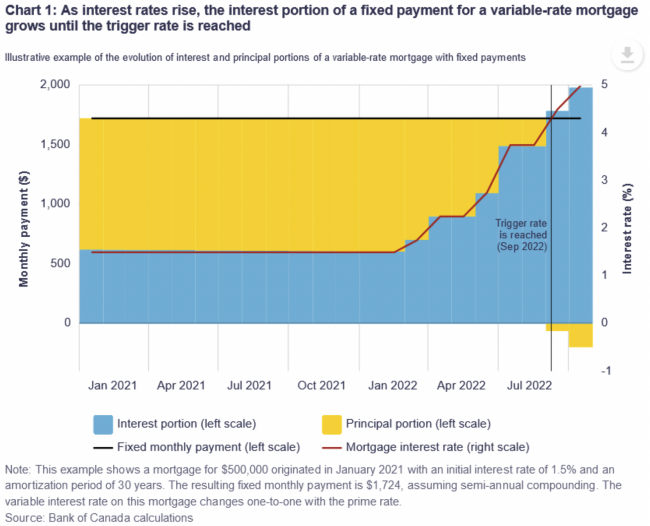 Chart 1: As interest rates rise, the interest portion of a fixed payment for a variable-rate mortgage
grows until the trigger rate is reached
Illustrative example of the evolution of interest and principal portions of a variable-rate mortgage with fixed payments
2,000
1,500
1,000
500
0
Monthly payment ($)
5
4
3
2
1
0
-1
Interest rate (%)
Trigger rate
is reached
(Sep 2022)
Jan 2021 Apr 2021 Jul 2021 Oct 2021 Jan 2022 Apr 2022 Jul 2022
Interest portion (left scale) Principal portion (left scale)
Fixed monthly payment (left scale) Mortgage interest rate (right scale)
Note: This example shows a mortgage for $500,000 originated in January 2021 with an initial interest rate of 1.5% and an
amortization period of 30 years. The resulting fixed monthly payment is $1,724, assuming semi-annual compounding. The
variable interest rate on this mortgage changes one-to-one with the prime rate.
Source: Bank of Canada calculations